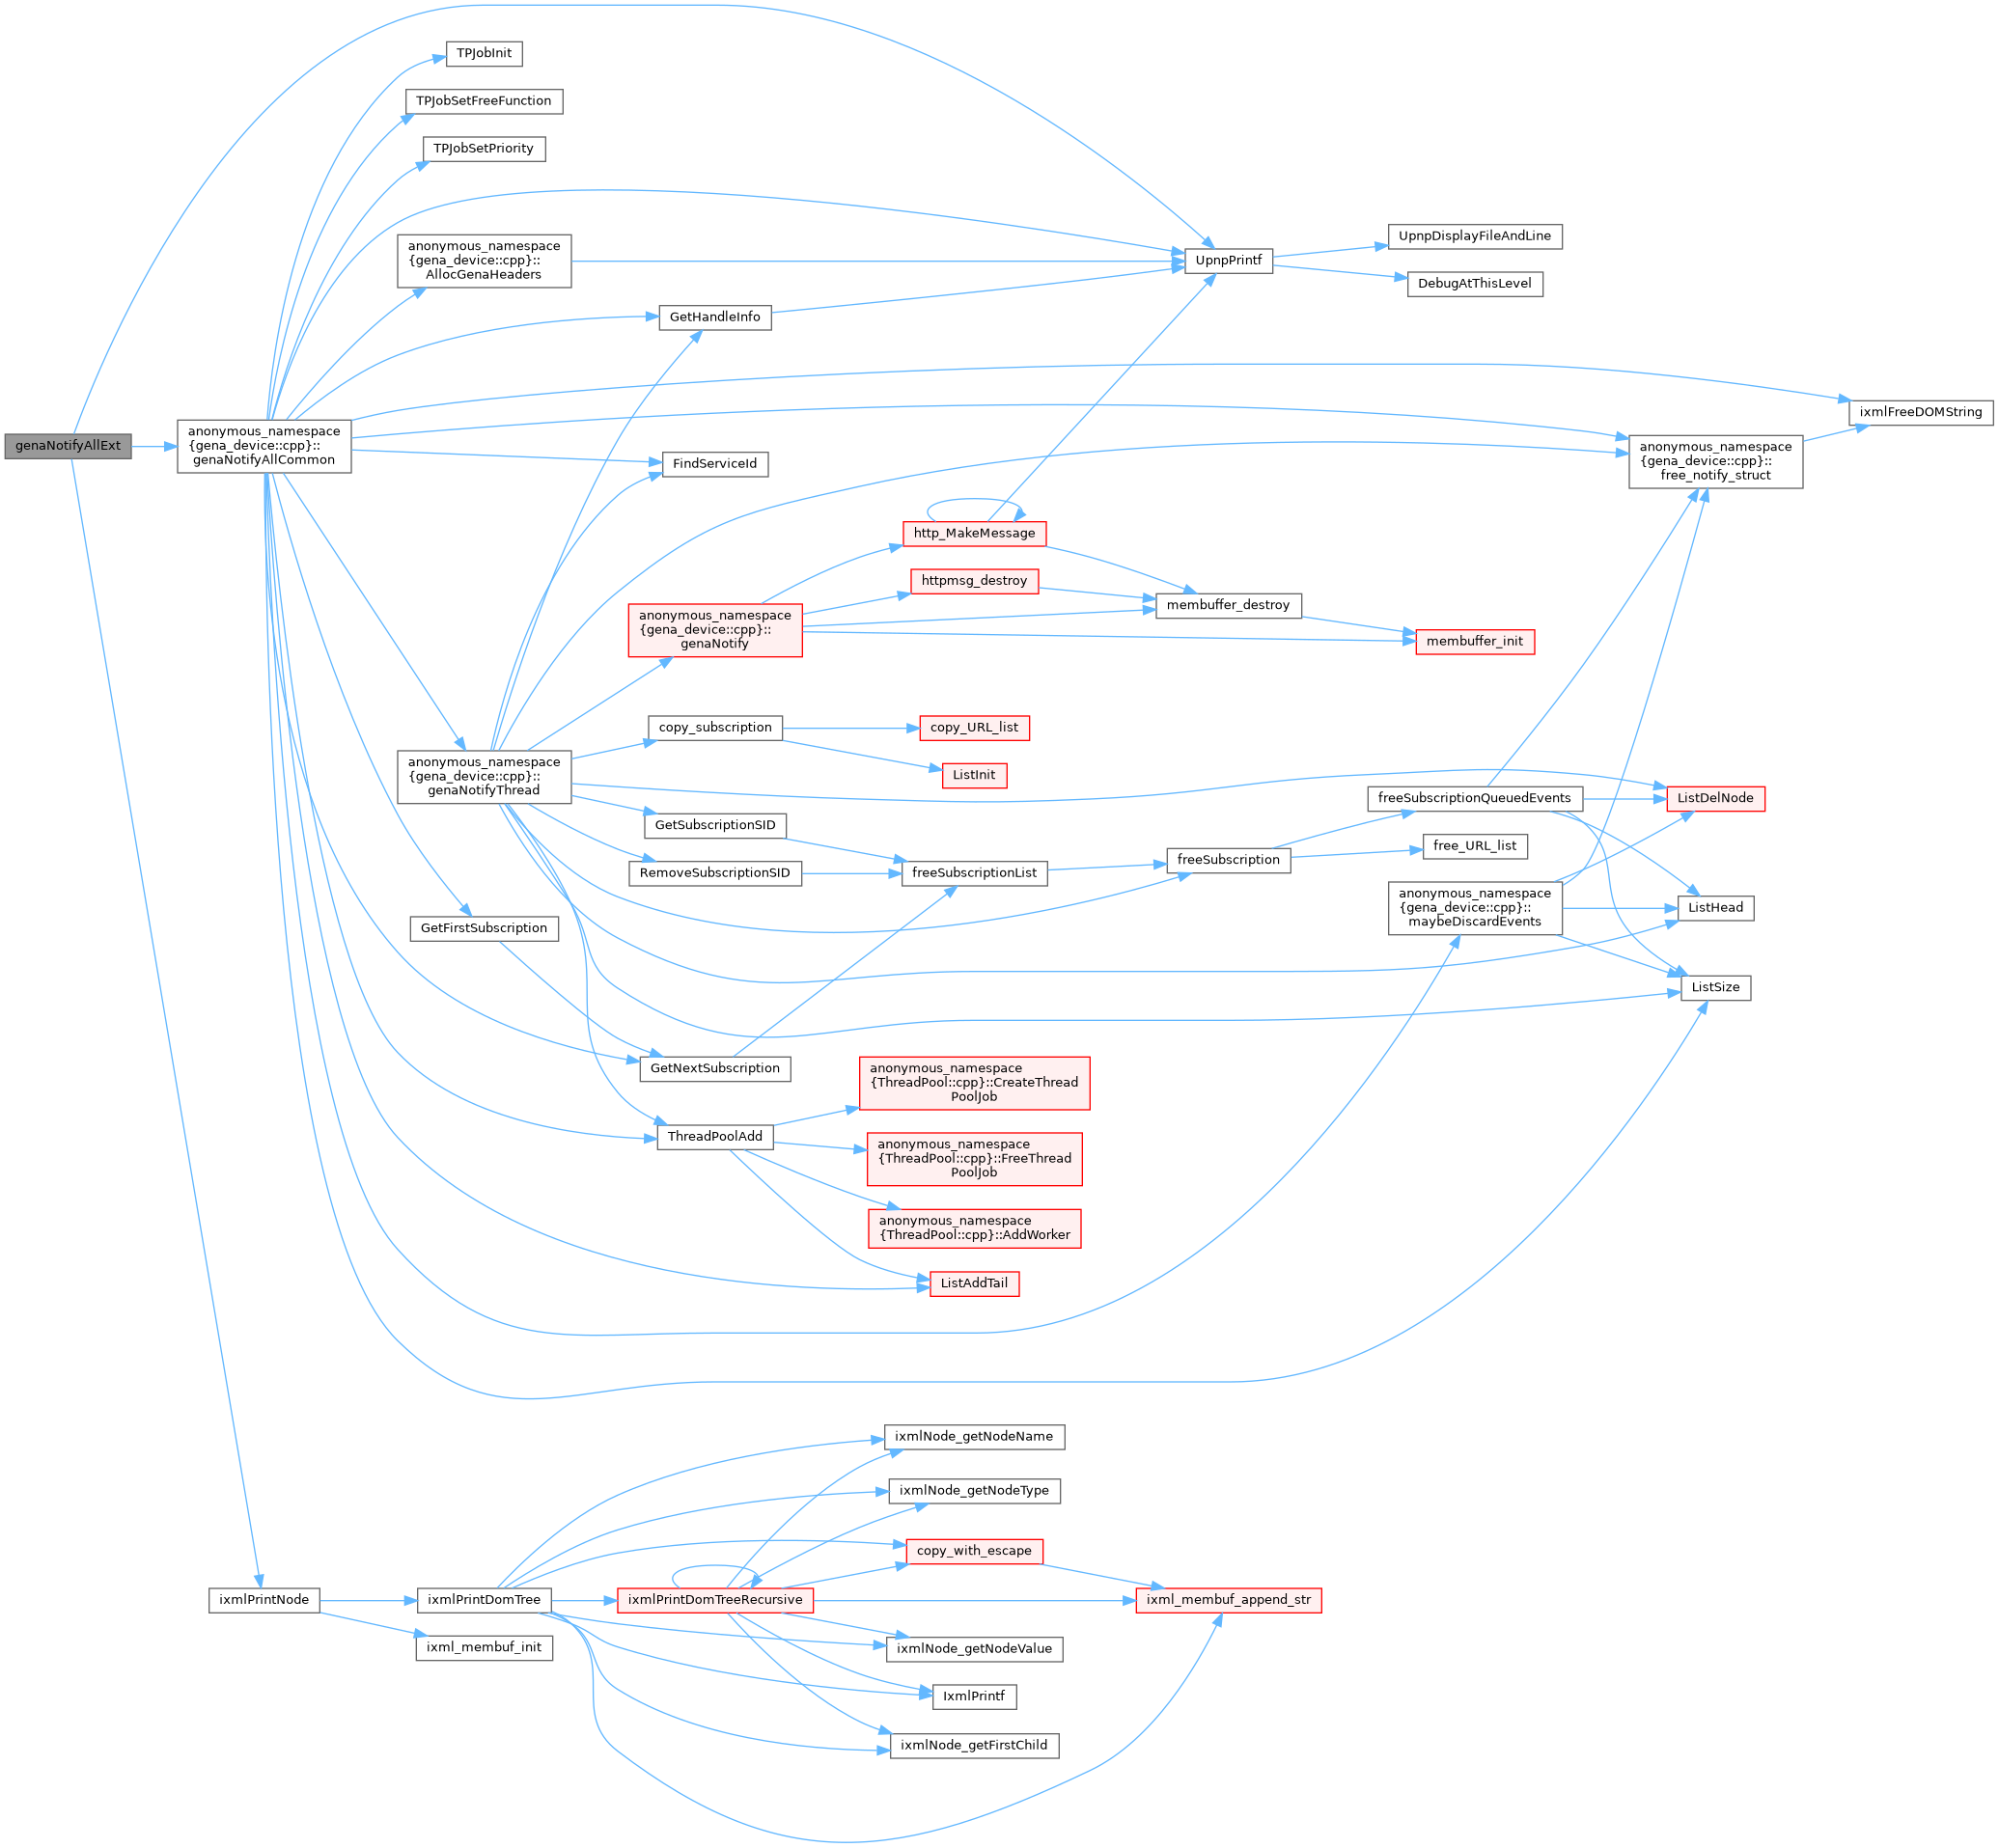 TPJobInit
TPJobSetFreeFunction
TPJobSetPriority
UpnpDisplayFileAndLine
anonymous_namespace
{gena_device::cpp}::
AllocGenaHeaders
UpnpPrintf
DebugAtThisLevel
GetHandleInfo
ixmlFreeDOMString
genaNotifyAllExt
anonymous_namespace
{gena_device::cpp}::
genaNotifyAllCommon
FindServiceId
anonymous_namespace
{gena_device::cpp}::
free_notify_struct
http_MakeMessage
httpmsg_destroy
membuffer_destroy
anonymous_namespace
{gena_device::cpp}::
genaNotify
membuffer_init
copy_subscription
copy_URL_list
ListInit
anonymous_namespace
{gena_device::cpp}::
genaNotifyThread
freeSubscriptionQueuedEvents
ListDelNode
GetSubscriptionSID
free_URL_list
RemoveSubscriptionSID
freeSubscriptionList
freeSubscription
anonymous_namespace
{gena_device::cpp}::
maybeDiscardEvents
ListHead
GetFirstSubscription
ListSize
GetNextSubscription
anonymous_namespace
{ThreadPool::cpp}::CreateThread
PoolJob
ThreadPoolAdd
anonymous_namespace
{ThreadPool::cpp}::FreeThread
PoolJob
anonymous_namespace
{ThreadPool::cpp}::AddWorker
ListAddTail
ixmlNode_getNodeName
ixmlNode_getNodeType
copy_with_escape
ixmlPrintNode
ixmlPrintDomTree
ixmlPrintDomTreeRecursive
ixml_membuf_append_str
ixml_membuf_init
ixmlNode_getNodeValue
IxmlPrintf
ixmlNode_getFirstChild